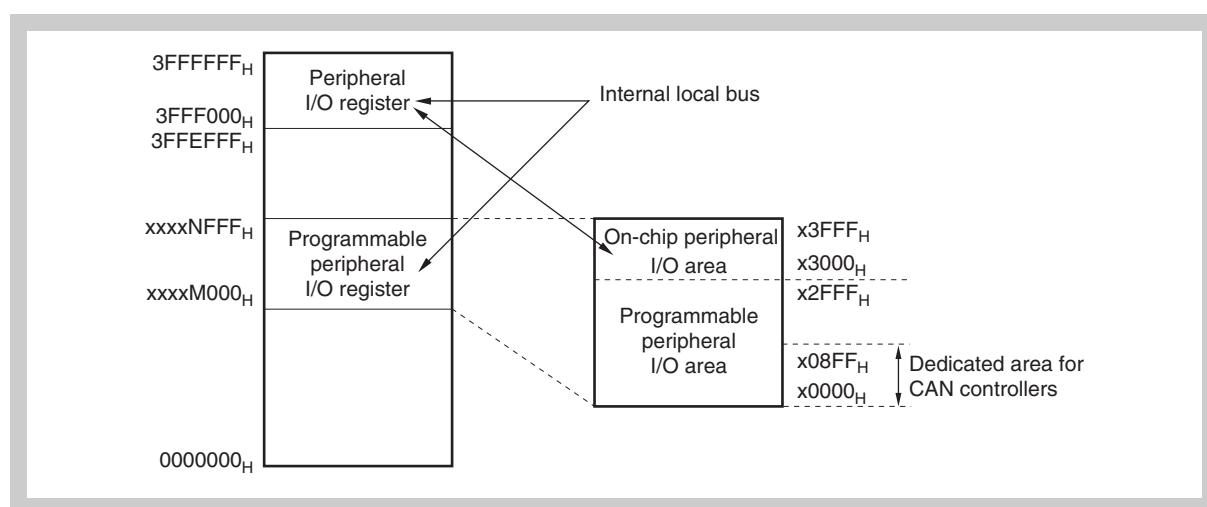 3FFFFFFH
Peripheral
I/O register
Internal local bus
3FFF000H
3FFEFFFH
xxxxNFFFH
Programmable
peripheral
I/O register
xxxxM000H
On-chip peripheral
I/O area
x3FFFH
x3000H
x2FFFH
Programmable
peripheral
I/O area
x08FFH
x0000H
Dedicated area for
CAN controllers
0000000H